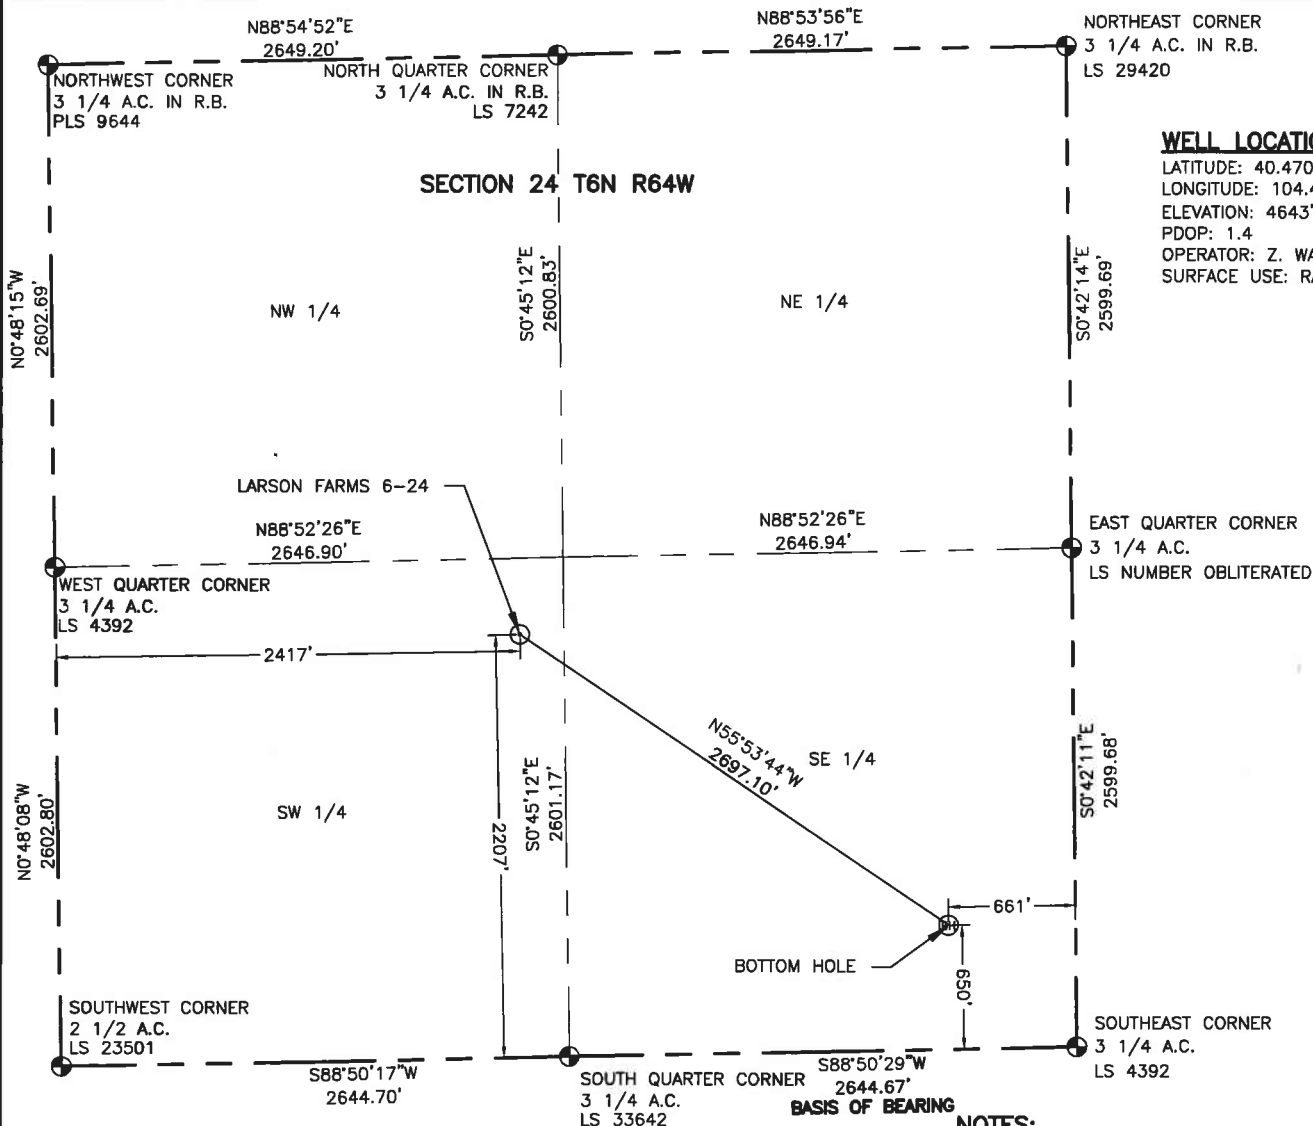 N88°54'52"E
2649.20'
N88°53'56"E
2649.17'
NORTHEAST CORNER
3 1/4 A.C. IN R.B.
LS 29420
NORTHWEST CORNER
3 1/4 A.C. IN R.B.
PLS 9644
NORTH QUARTER CORNER
3 1/4 A.C. IN R.B.
LS 7242
SECTION 24 T6N R64W
WELL LOCATIO
LATITUDE: 40.470
LONGITUDE: 104.4
ELEVATION: 4643'
PDOP: 1.4
OPERATOR: Z. WA
SURFACE USE: RA
N0°48'15"W
2602.69'
NW 1/4
S0°45'12"E
2600.83'
NE 1/4
S0°42'14"E
2599.69'
LARSON FARMS 6-24
N88°52'26"E
2646.90'
N88°52'26"E
2646.94'
EAST QUARTER CORNER
3 1/4 A.C.
LS NUMBER OBLITERATED
WEST QUARTER CORNER
3 1/4 A.C.
LS 4392
2417'
N55°53'44"W
2697.10'
SE 1/4
S0°42'11"E
2599.68'
N0°48'08"W
2602.80'
SW 1/4
2207'
S0°45'12"E
2601.17'
661'
BH
BOTTOM HOLE
650'
SOUTHWEST CORNER
2 1/2 A.C.
LS 23501
SOUTHEAST CORNER
3 1/4 A.C.
LS 4392
S88°50'17"W
2644.70'
SOUTH QUARTER CORNER
3 1/4 A.C.
LS 33642
S88°50'29"W
2644.67'
BASIS OF BEARING
NOTES: